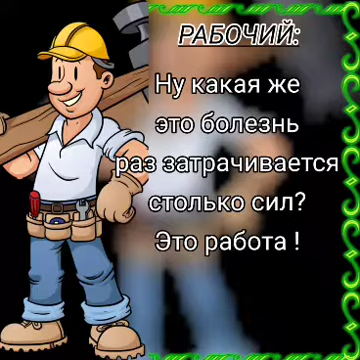 РАБОЧИЙ:
Ну какая же
это болезнь
раз затрачивается
столько сил?
Это работа !